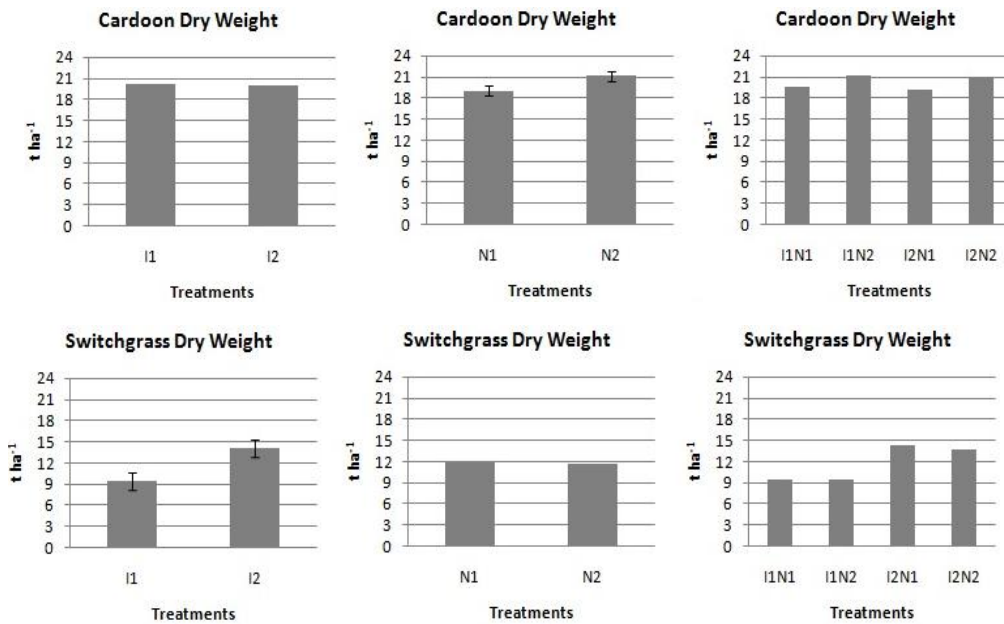 Cardoon Dry Weight
t ha-1
24
21
18
15
12
9
6
3
0
I1 I2
Treatments
Cardoon Dry Weight
t ha-1
24
21
18
15
12
9
6
3
0
N1 N2
Treatments
Cardoon Dry Weight
t ha-1
24
21
18
15
12
9
6
3
0
I1N1 I1N2 I2N1 I2N2
Treatments
Switchgrass Dry Weight
t ha-1
24
21
18
15
12
9
6
3
0
I1 I2
Treatments
Switchgrass Dry Weight
t ha-1
24
21
18
15
12
9
6
3
0
N1 N2
Treatments
Switchgrass Dry Weight
t ha-1
24
21
18
15
12
9
6
3
0
I1N1 I1N2 I2N1 I2N2
Treatments